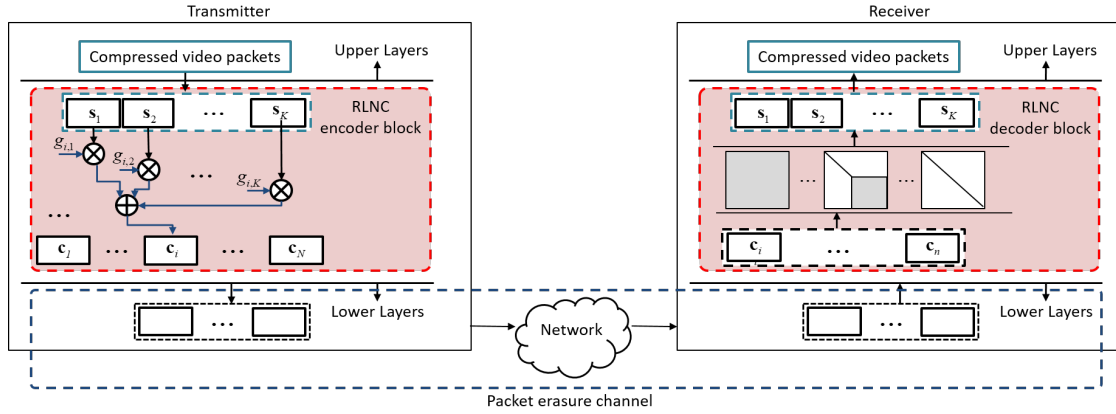 Transmitter
Receiver
Compressed video packets
Upper Layers
Compressed video packets
Upper Layers
s1 s2 ... sK
RLNC encoder block
s1 s2 ... sK
RLNC decoder block
gi,1
gi,2
...
gi,K
... ...
...
c1 ... ci ... cN
ci ... cn
...
Lower Layers
Network
...
Lower Layers
Packet erasure channel